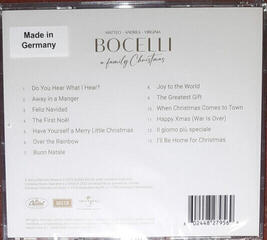 Made in
Germany
MATTEO · ANDREA · VIRGINIA
BOCELLI
a family Christmas
1. Do You Hear What I Hear?
2. Away in a Manger
3. Feliz Navidad
4. The First Noël
5. Have Yourself a Merry Little Christmas
6. Over the Rainbow
7. Buon Natale
8. Joy to the World
9. The Greatest Gift
10. When Christmas Comes to Town
11. Happy Xmas (War Is Over)
12. Il giorno più speciale
13. I'll Be Home for Christmas
Capitol
DECCA